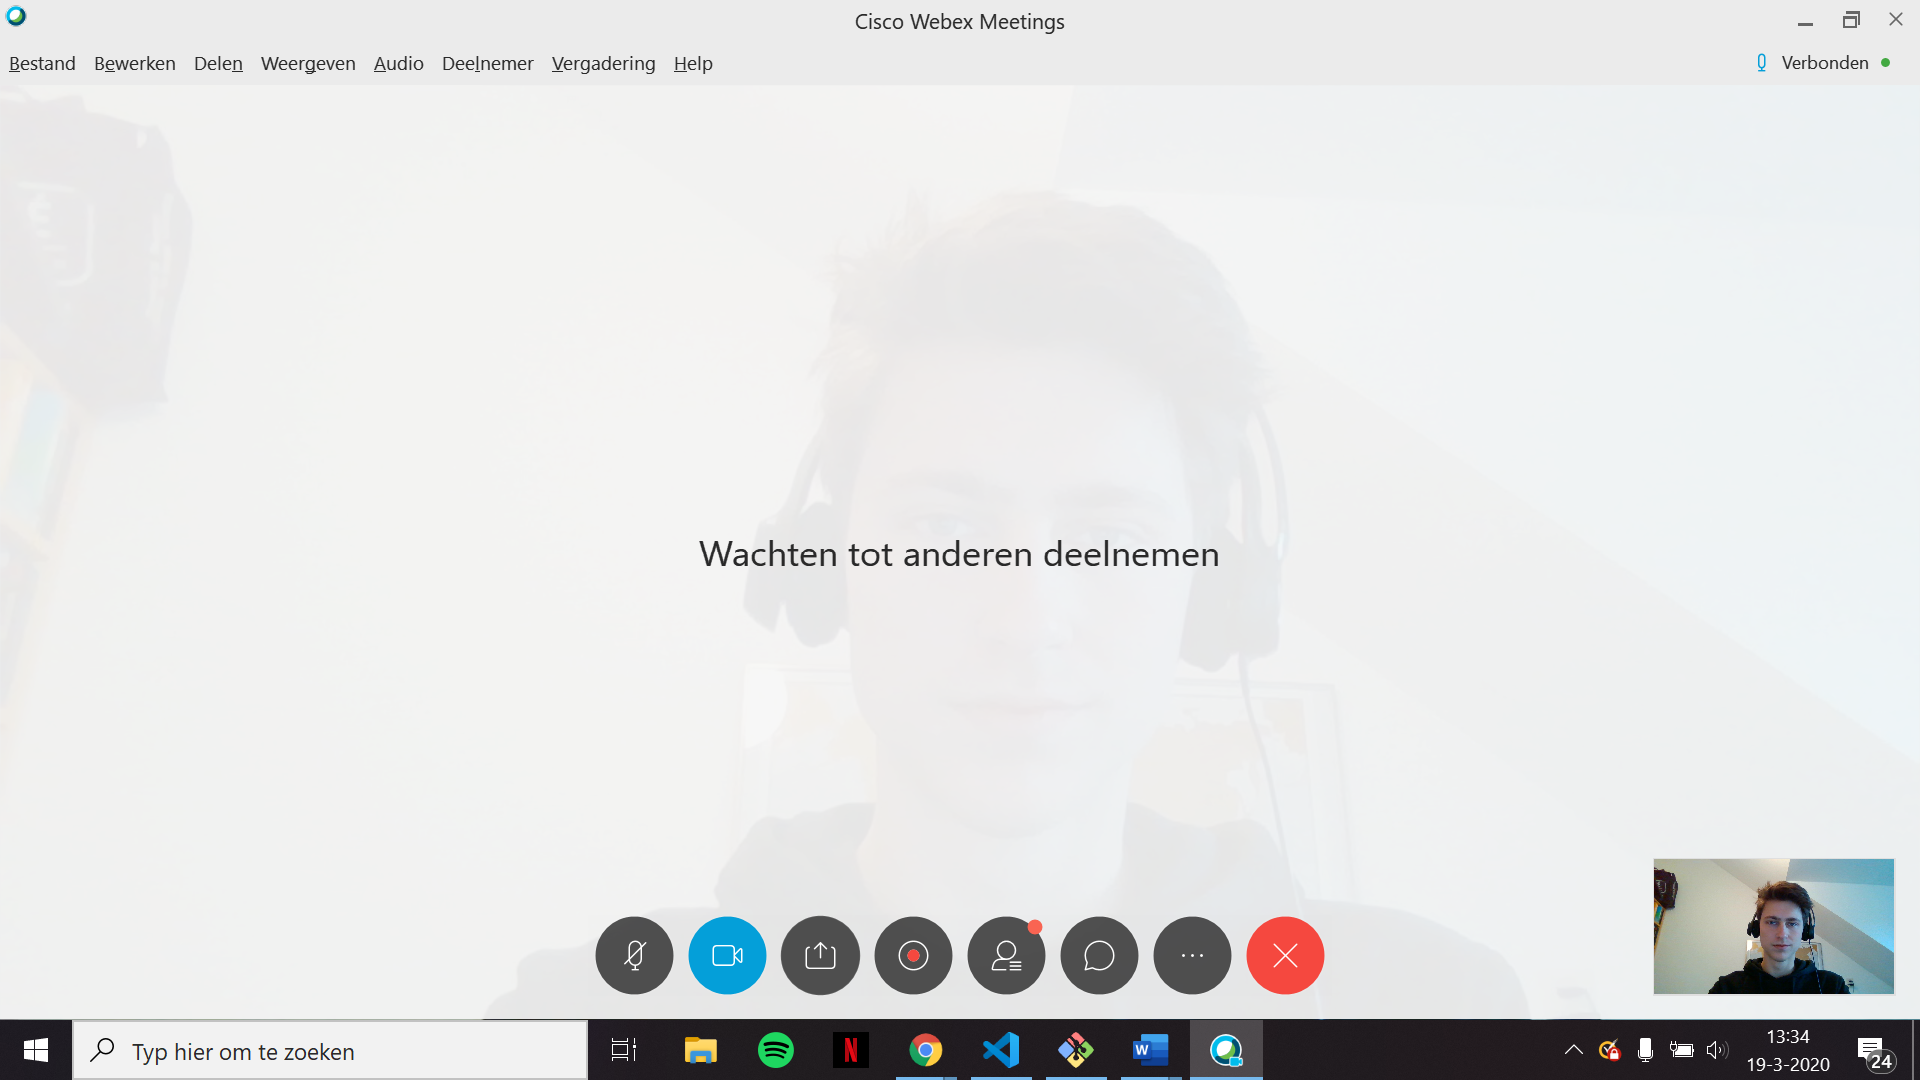 Cisco Webex Meetings
Bestand Bewerken Delen Weergeven Audio Deelnemer Vergadering Help
Verbonden
Wachten tot anderen deelnemen
Typ hier om te zoeken
N
W
13:34
19-3-2020
24